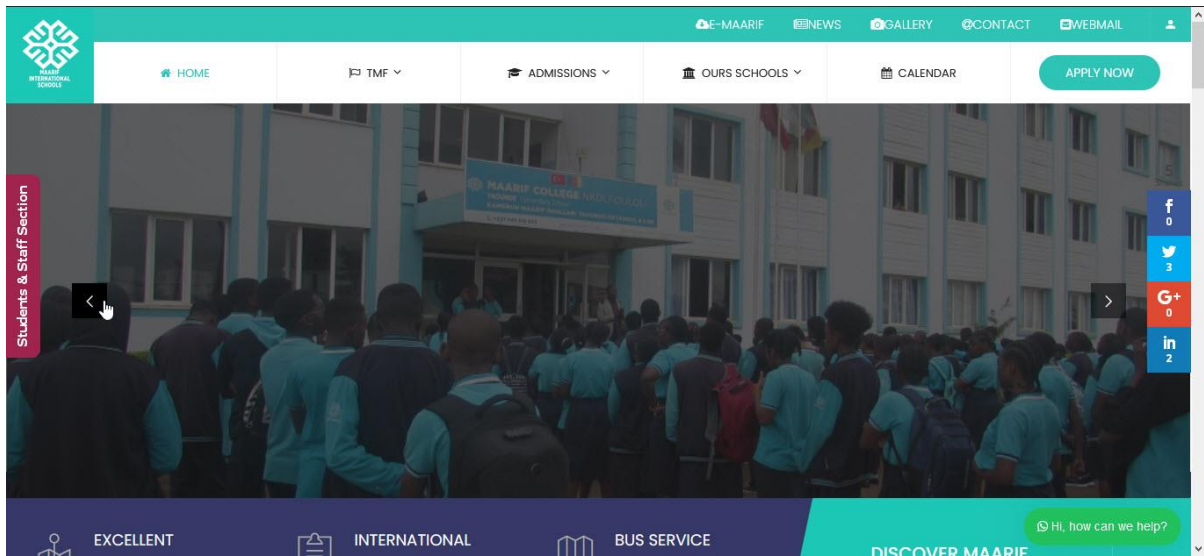 E-MAARIF NEWS GALLERY @CONTACT WEBMAIL
MAARIF
INTERNATIONAL
SCHOOLS
HOME TMF ADMISSIONS OURS SCHOOLS CALENDAR APPLY NOW
MAARIF COLLEGE NKOLFOULOU
Students & Staff Section
f
0
3
G+
0
in
2
EXCELLENT INTERNATIONAL BUS SERVICE
DISCOVER MAARIF
Hi, how can we help?